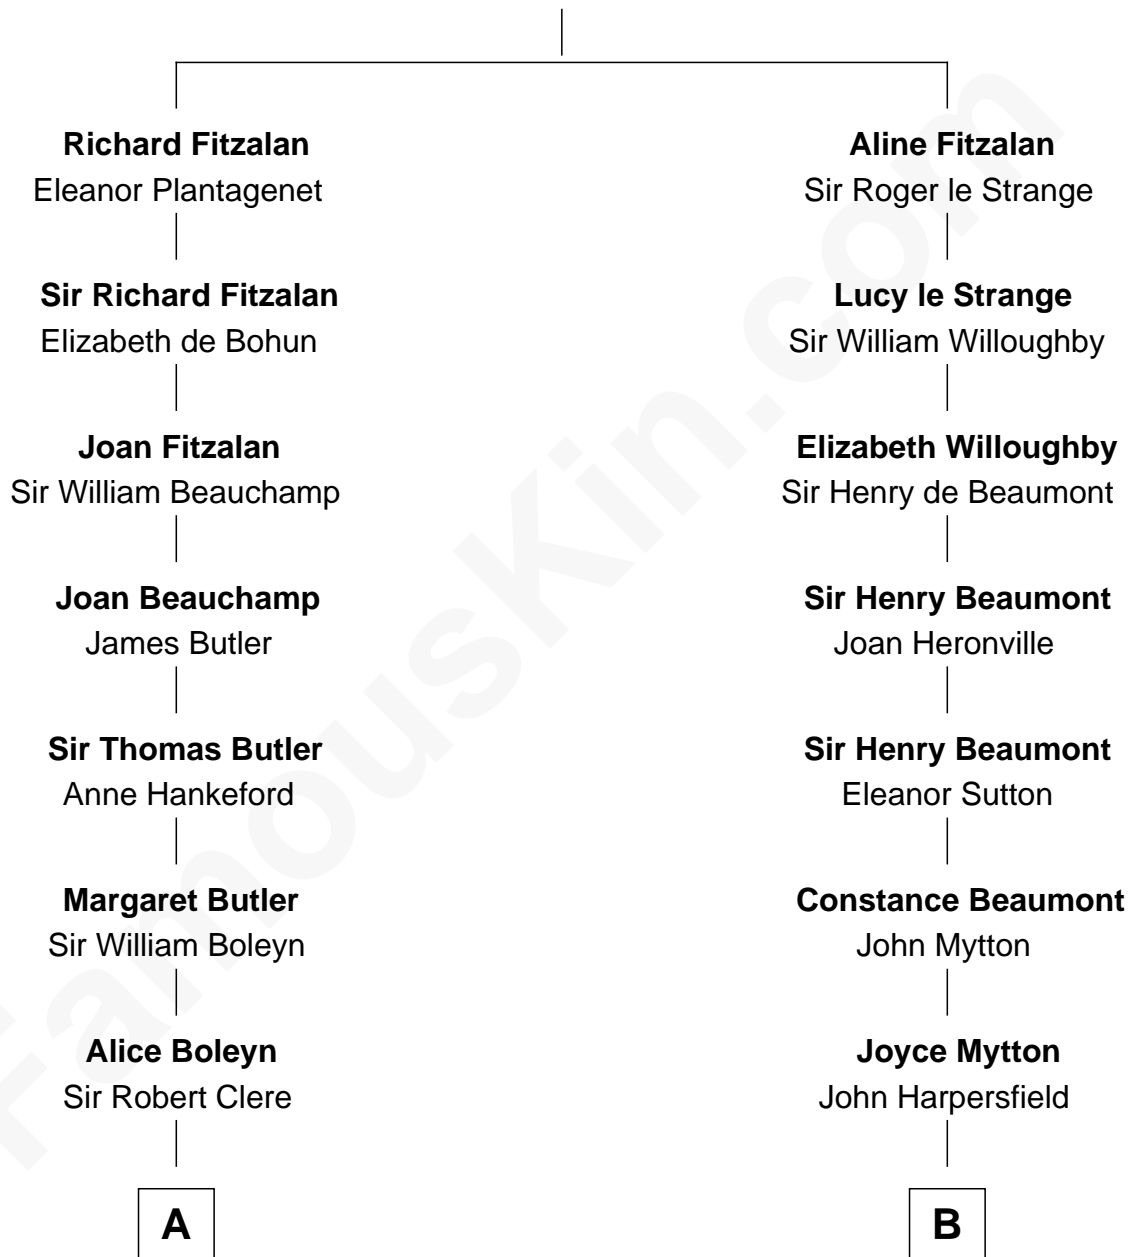 Richard Fitzalan
Eleanor Plantagenet
Sir Richard Fitzalan
Elizabeth de Bohun
Joan Fitzalan
Sir William Beauchamp
Joan Beauchamp
James Butler
Sir Thomas Butler
Anne Hankeford
Margaret Butler
Sir William Boleyn
Alice Boleyn
Sir Robert Clere
A
Aline Fitzalan
Sir Roger le Strange
Lucy le Strange
Sir William Willoughby
Elizabeth Willoughby
Sir Henry de Beaumont
Sir Henry Beaumont
Joan Heronville
Sir Henry Beaumont
Eleanor Sutton
Constance Beaumont
John Mytton
Joyce Mytton
John Harpersfield
B
FamousKin.com